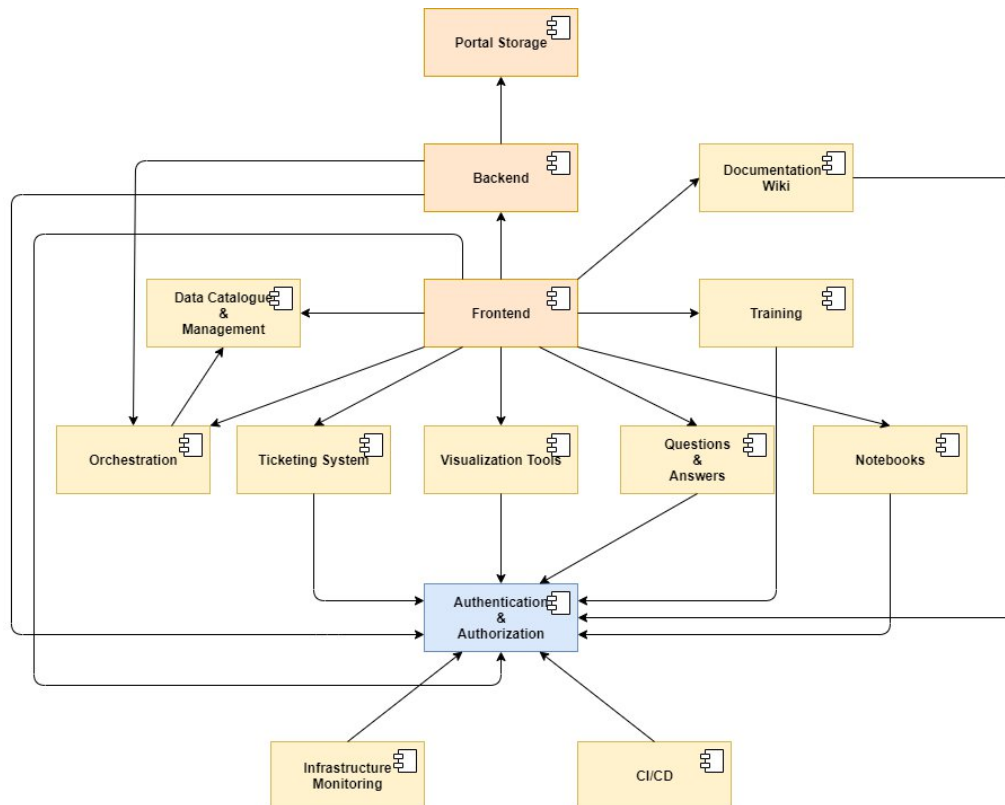 Portal Storage
Backend
Documentation
Wiki
Data Catalogue
&
Management
Frontend
Training
Orchestration
Ticketing System
Visualization Tools
Questions
&
Answers
Notebooks
Authentication
&
Authorization
Infrastructure
Monitoring
CI/CD